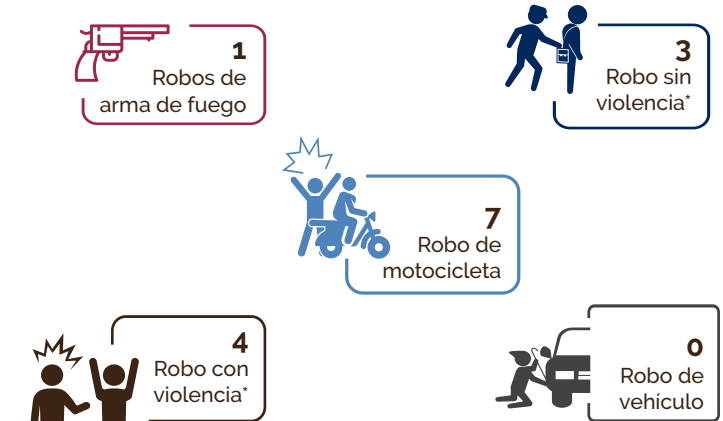 1
Robos de
arma de fuego
3
Robo sin
violencia*
7
Robo de
motocicleta
4
Robo con
violencia*
0
Robo de
vehículo